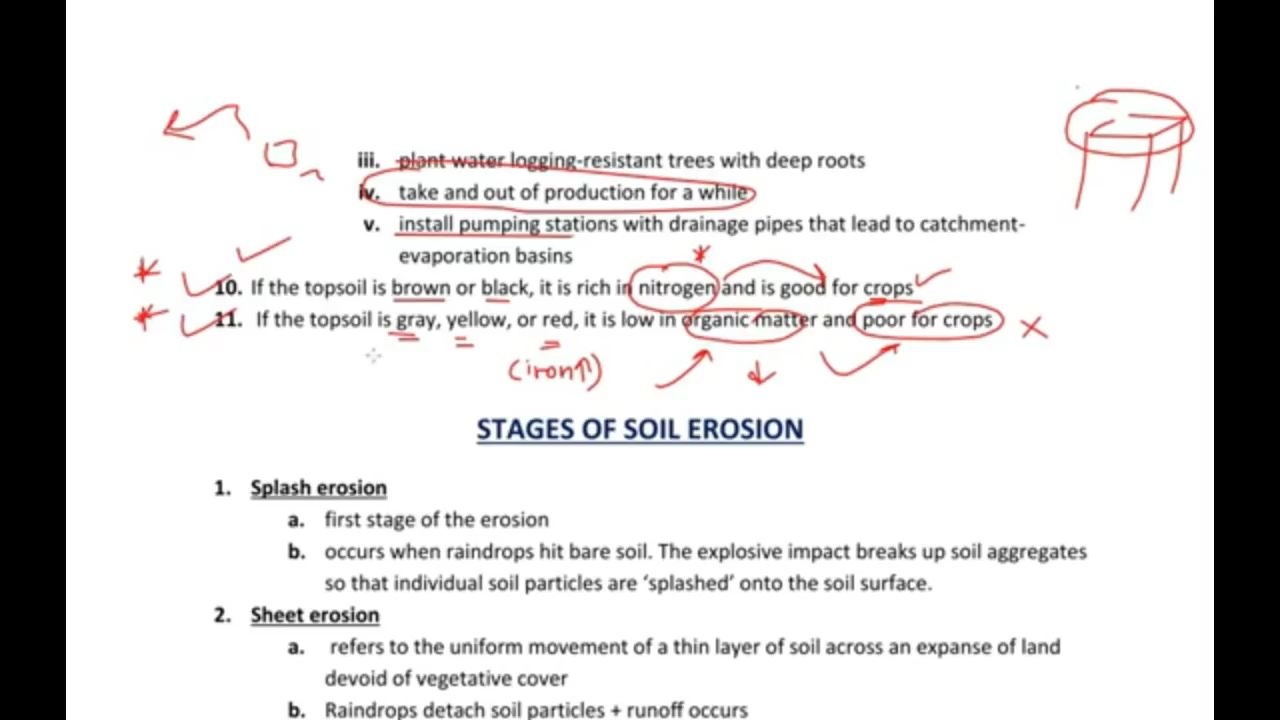 iii. plant water logging-resistant trees with deep roots
iv. take and out of production for a while
v. install pumping stations with drainage pipes that lead to catchment-
evaporation basins
10. If the topsoil is brown or black, it is rich in nitrogen and is good for crops
11. If the topsoil is gray, yellow, or red, it is low in organic matter and poor for crops
(iron↑)
STAGES OF SOIL EROSION
1. Splash erosion
a. first stage of the erosion
b. occurs when raindrops hit bare soil. The explosive impact breaks up soil aggregates
so that individual soil particles are ‘splashed’ onto the soil surface.
2. Sheet erosion
a. refers to the uniform movement of a thin layer of soil across an expanse of land
devoid of vegetative cover
b. Raindrops detach soil particles + runoff occurs